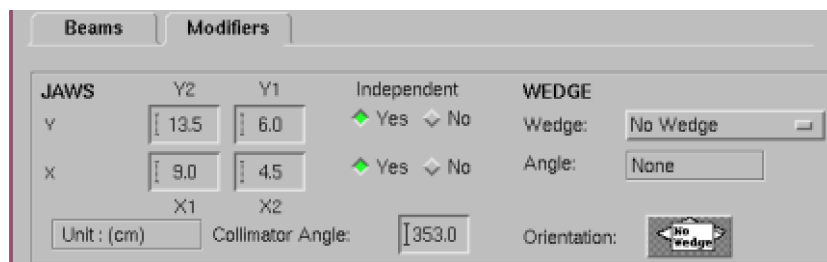 Beams Modifiers
JAWS Y2 Y1 Independent WEDGE
Y 13.5 6.0 Yes No Wedge: No Wedge
X 9.0 4.5 Yes No Angle: None
X1 X2
Unit : (cm) Collimator Angle: 353.0 Orientation: No Wedge